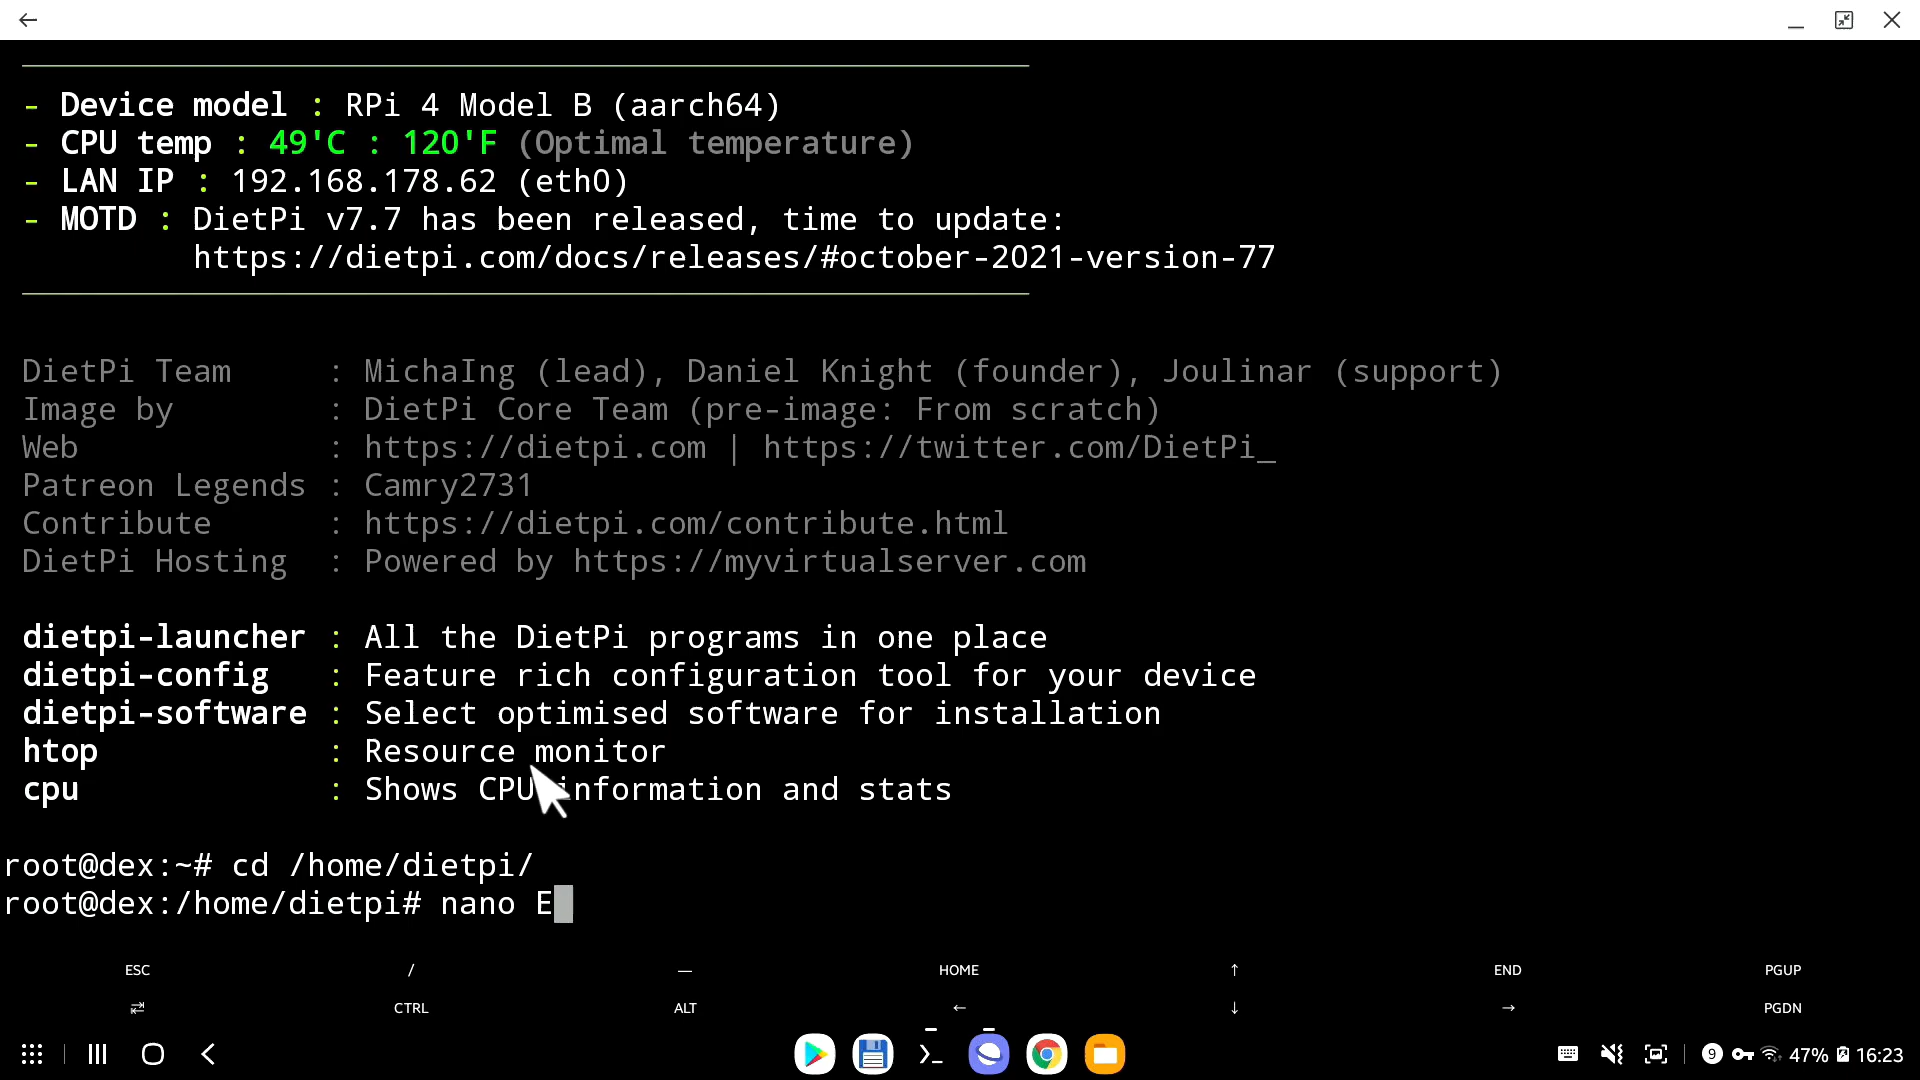 - Device model : RPi 4 Model B (aarch64)
- CPU temp : 49'C : 120'F (Optimal temperature)
- LAN IP : 192.168.178.62 (eth0)
- MOTD : DietPi v7.7 has been released, time to update:
https://dietpi.com/docs/releases/#october-2021-version-77
DietPi Team : MichaIng (lead), Daniel Knight (founder), Joulinar (support)
Image by : DietPi Core Team (pre-image: From scratch)
Web : https://dietpi.com | https://twitter.com/DietPi_
Patreon Legends : Camry2731
Contribute : https://dietpi.com/contribute.html
DietPi Hosting : Powered by https://myvirtualserver.com
dietpi-launcher : All the DietPi programs in one place
dietpi-config : Feature rich configuration tool for your device
dietpi-software : Select optimised software for installation
htop : Resource monitor
cpu : Shows CPU information and stats
root@dex:~# cd /home/dietpi/
root@dex:/home/dietpi# nano E
ESC / — HOME ↑ END PGUP
⇄ CTRL ALT ← ↓ → PGDN
9 47% 16:23